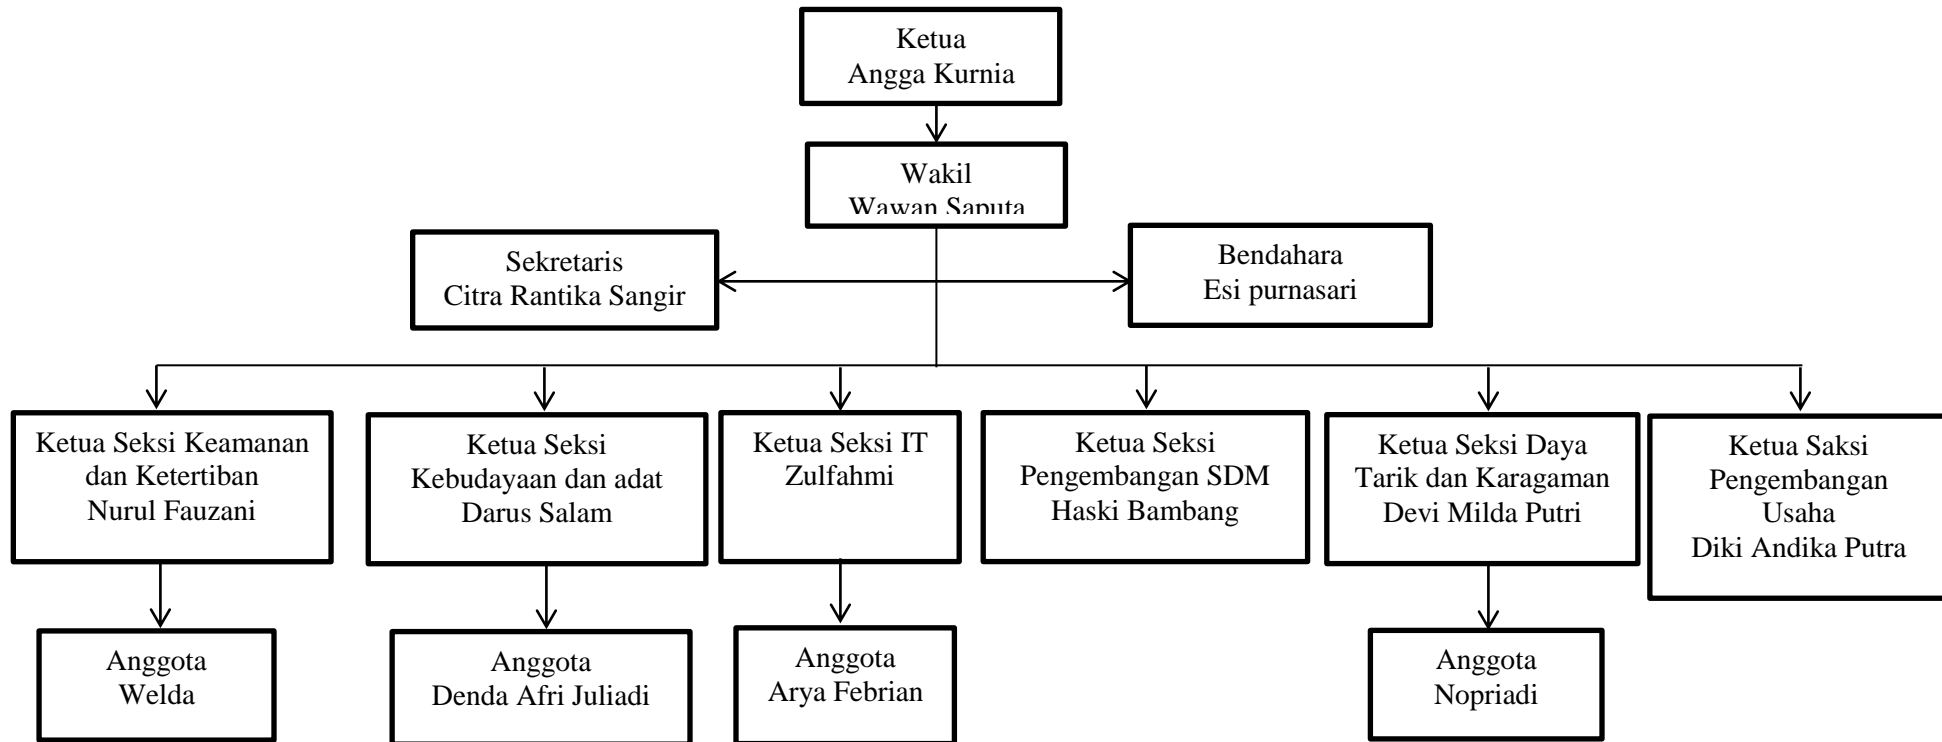 Ketua
Angga Kurnia
Wakil
Wawan Saputa
Sekretaris
Citra Rantika Sangir
Bendahara
Esi purnasari
Ketua Seksi Keamanan
dan Ketertiban
Nurul Fauzani
Ketua Seksi
Kebudayaan dan adat
Darus Salam
Ketua Seksi IT
Zulfahmi
Ketua Seksi
Pengembangan SDM
Haski Bambang
Ketua Seksi Daya
Tarik dan Karagaman
Devi Milda Putri
Ketua Saksi
Pengembangan
Usaha
Diki Andika Putra
Anggota
Welda
Anggota
Denda Afri Juliadi
Anggota
Arya Febrian
Anggota
Nopriadi